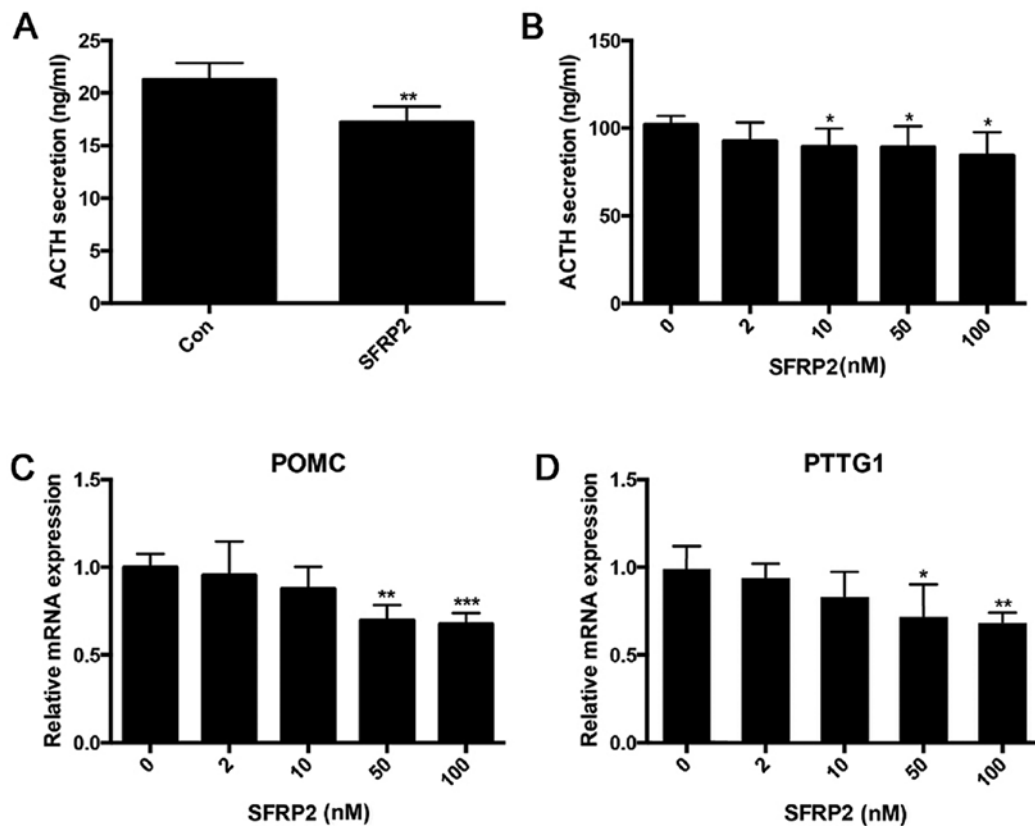 A
ACTH secretion (ng/ml)
25
20
15
10
5
0
**
Con
SFRP2
B
ACTH secretion (ng/ml)
150
100
50
0
*
*
*
0
2
10
50
100
SFRP2 (nM)
C
POMC
Relative mRNA expression
1.5
1.0
0.5
0.0
**
***
0
2
10
50
100
SFRP2 (nM)
D
PTTG1
Relative mRNA expression
1.5
1.0
0.5
0.0
*
**
0
2
10
50
100
SFRP2 (nM)